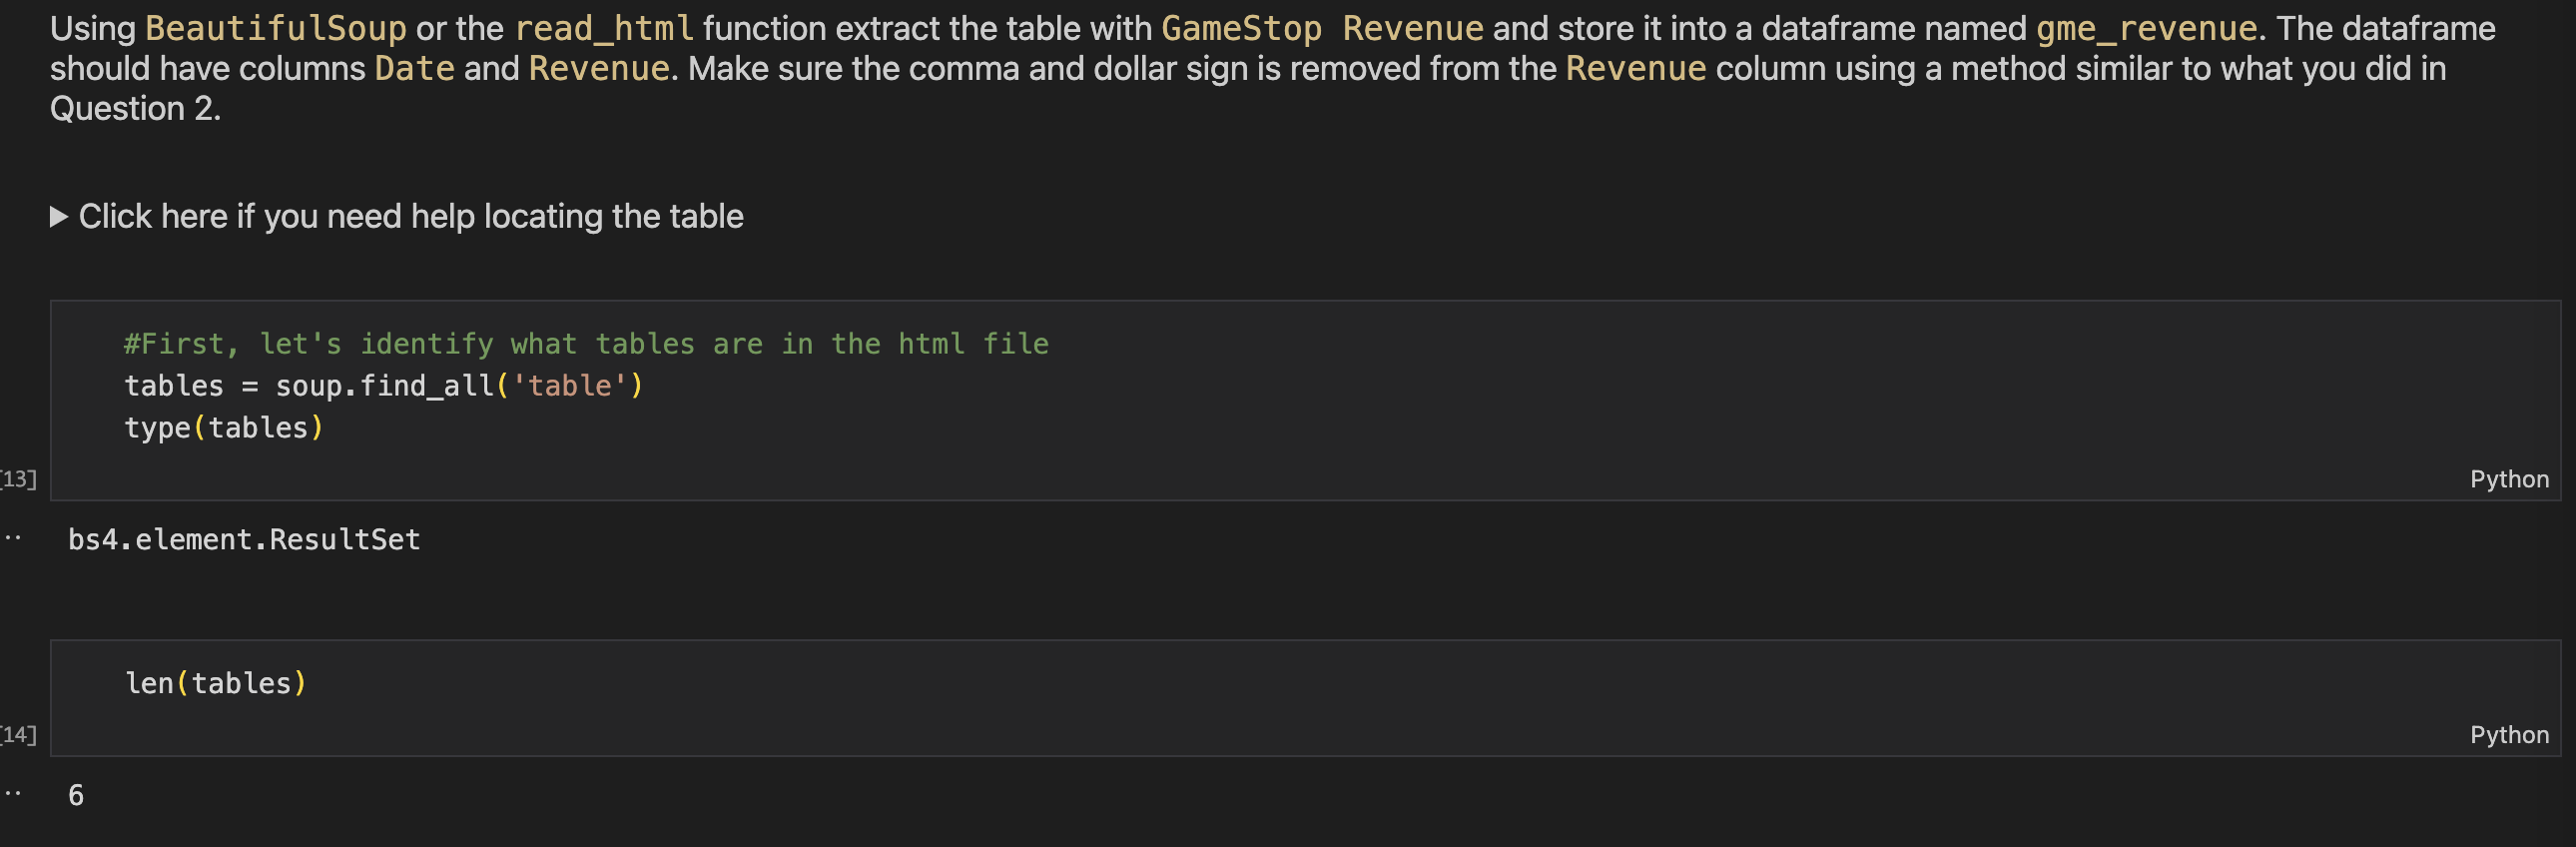 Using BeautifulSoup or the read_html function extract the table with GameStop Revenue and store it into a dataframe named gme_revenue. The dataframe
should have columns Date and Revenue. Make sure the comma and dollar sign is removed from the Revenue column using a method similar to what you did in
Question 2.
▶ Click here if you need help locating the table
#First, let's identify what tables are in the html file
tables = soup.find_all('table')
type(tables)
[13]
Python
·· bs4.element.ResultSet
len(tables)
[14]
Python
·· 6